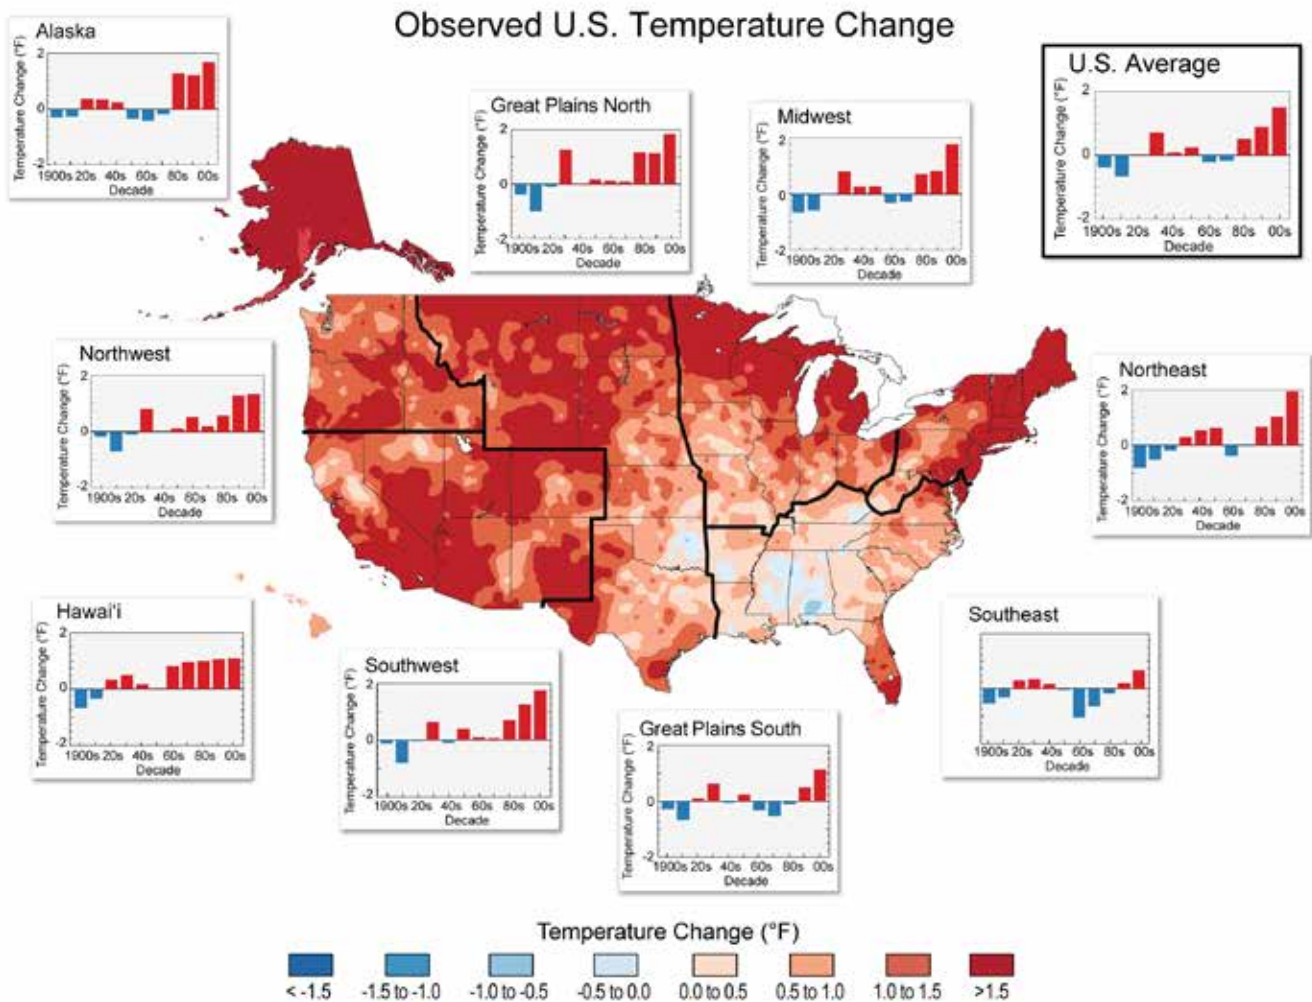 Observed U.S. Temperature Change
Alaska
Temperature Change (°F)
2
0
-2
1900s 20s 40s 60s 80s 00s
Decade
Great Plains North
Temperature Change (°F)
2
0
-2
1900s 20s 40s 60s 80s 00s
Decade
Midwest
Temperature Change (°F)
2
0
-2
1900s 20s 40s 60s 80s 00s
Decade
U.S. Average
Temperature Change (°F)
2
0
-2
1900s 20s 40s 60s 80s 00s
Decade
Northwest
Temperature Change (°F)
2
0
-2
1900s 20s 40s 60s 80s 00s
Decade
Northeast
Temperature Change (°F)
2
0
-2
1900s 20s 40s 60s 80s 00s
Decade
Hawai'i
Temperature Change (°F)
2
0
-2
1900s 20s 40s 60s 80s 00s
Decade
Southwest
Temperature Change (°F)
2
0
-2
1900s 20s 40s 60s 80s 00s
Decade
Great Plains South
Temperature Change (°F)
2
0
-2
1900s 20s 40s 60s 80s 00s
Decade
Southeast
1900s 20s 40s 60s 80s 00s
Decade
Temperature Change (°F)
< -1.5 -1.5 to -1.0 -1.0 to -0.5 -0.5 to 0.0 0.0 to 0.5 0.5 to 1.0 1.0 to 1.5 >1.5